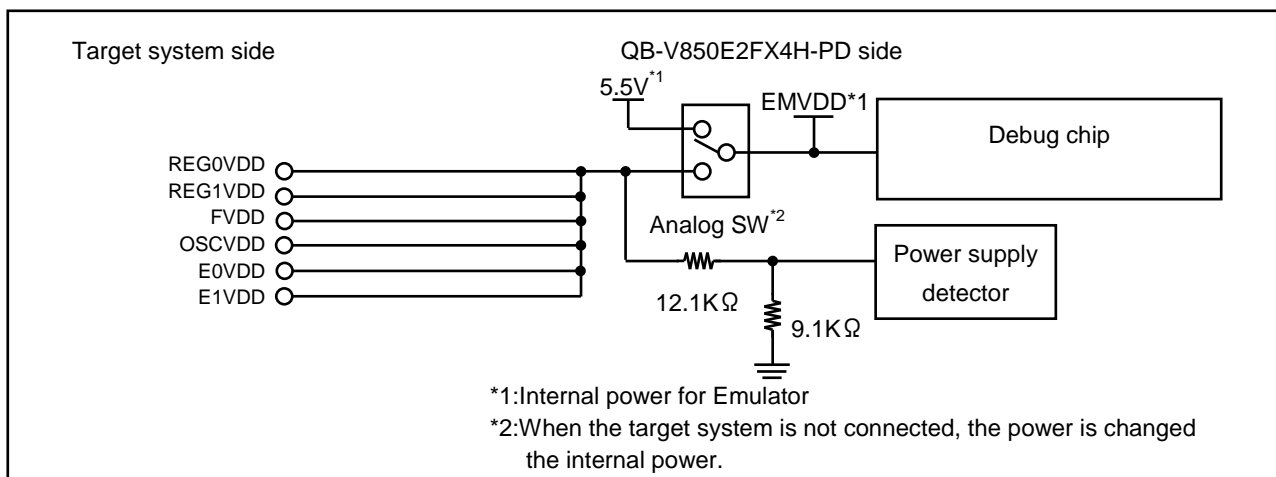 Target system side
QB-V850E2FX4H-PD side
5.5V*1
EMVDD*1
Debug chip
REG0VDD
REG1VDD
FVDD
OSCVDD
E0VDD
E1VDD
Analog SW*2
Power supply
detector
12.1KΩ
9.1KΩ
*1:Internal power for Emulator
*2:When the target system is not connected, the power is changed
the internal power.